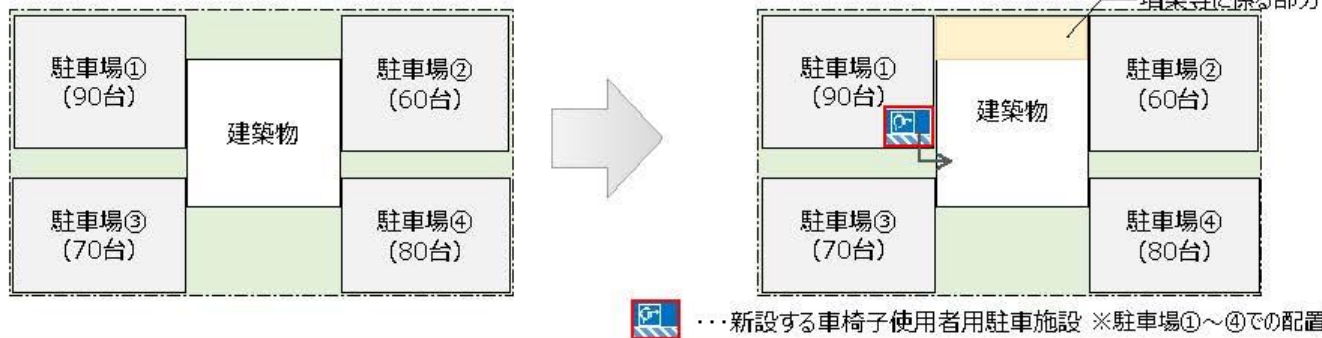 駐車場①
(90台)
駐車場②
(60台)
建築物
駐車場③
(70台)
駐車場④
(80台)
増築等に係る部分
駐車場①
(90台)
駐車場②
(60台)
建築物
駐車場③
(70台)
駐車場④
(80台)
・・・新設する車椅子使用者用駐車施設 ※駐車場①～④での配置